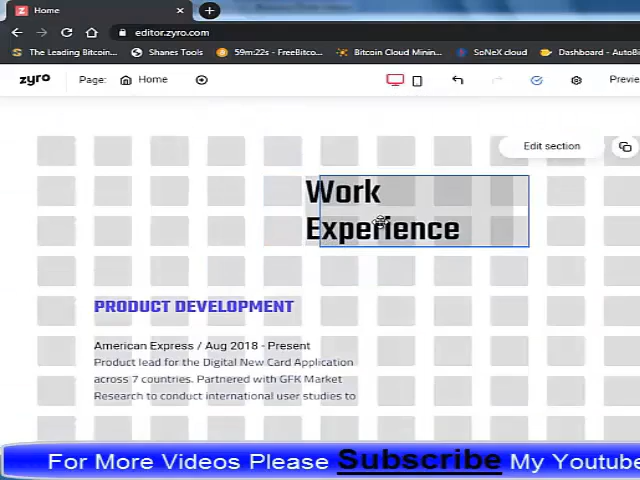 Home
editor.zyro.com
The Leading Bitcoin... Shanes Tools 59m:22s - FreeBitco... Bitcoin Cloud Minin... SoNeX cloud Dashboard - AutoBi
zyro Page: Home Previe
Edit section
Work
Experience
PRODUCT DEVELOPMENT
American Express / Aug 2018 - Present
Product lead for the Digital New Card Application
across 7 countries. Partnered with GFK Market
Research to conduct international user studies to
For More Videos Please Subscribe My Youtube